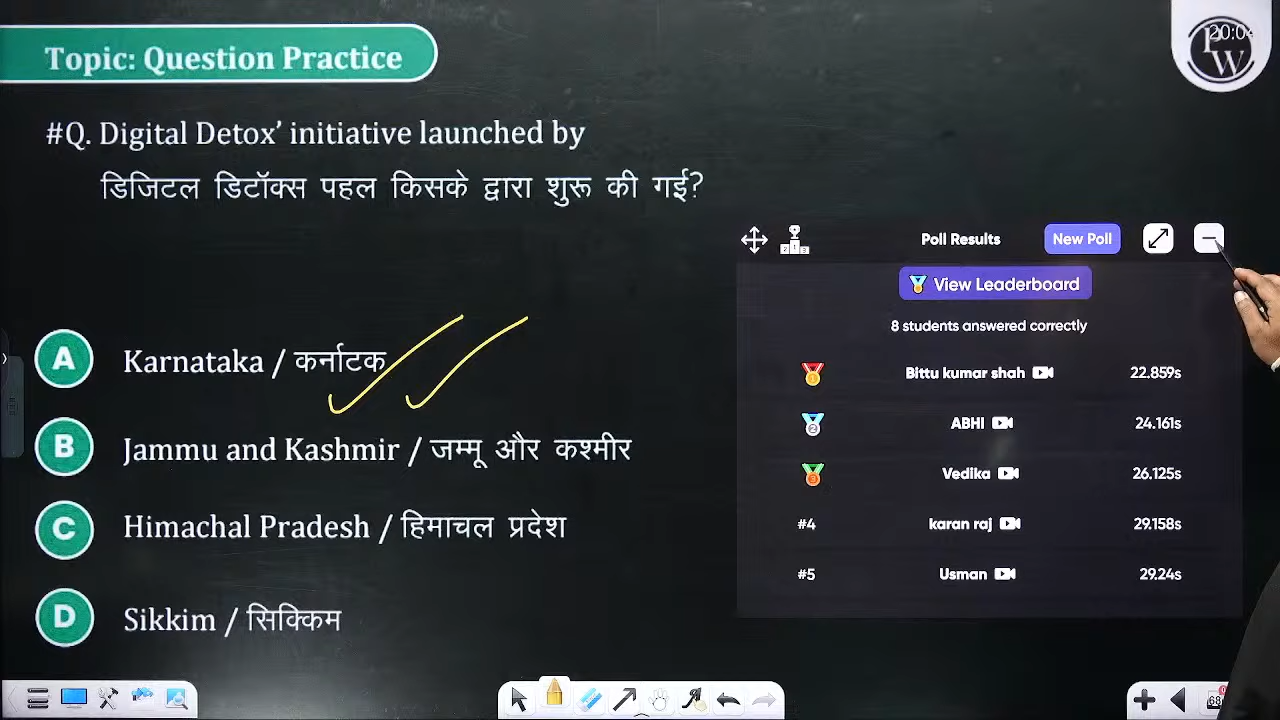 Topic: Question Practice
20:04
PW
#Q. Digital Detox’ initiative launched by
डिजिटल डिटॉक्स पहल किसके द्वारा शुरू की गई?
Poll Results
New Poll
View Leaderboard
8 students answered correctly
Bittu kumar shah 22.859s
ABHI 24.161s
Vedika 26.125s
#4 karan raj 29.158s
#5 Usman 29.24s
A Karnataka / कर्नाटक
B Jammu and Kashmir / जम्मू और कश्मीर
C Himachal Pradesh / हिमाचल प्रदेश
D Sikkim / सिक्किम